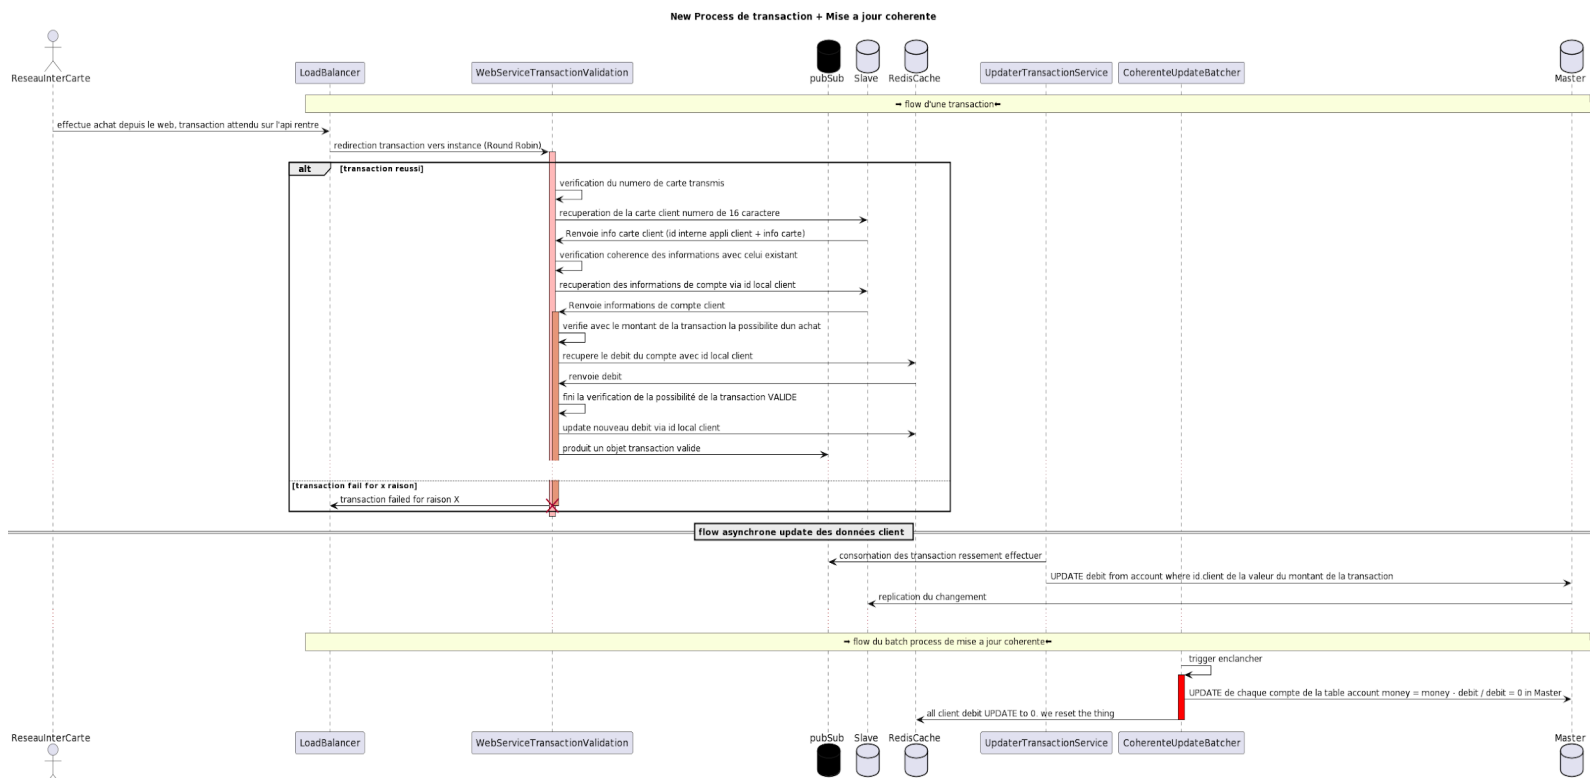 New Process de transaction + Mise a jour coherente
ReseauInterCarte
LoadBalancer
WebServiceTransactionValidation
pubSub
Slave
RedisCache
UpdaterTransactionService
CoherenteUpdateBatcher
Master
➡ flow d'une transaction⬅
effectue achat depuis le web, transaction attendu sur l'api rentre
redirection transaction vers instance (Round Robin)
alt
[transaction reussi]
verification du numero de carte transmis
recuperation de la carte client numero de 16 caractere
Renvoie info carte client (id interne appli client + info carte)
verification coherence des informations avec celui existant
recuperation des informations de compte via id local client
Renvoie informations de compte client
verifie avec le montant de la transaction la possibilite dun achat
recupere le debit du compte avec id local client
renvoie debit
fini la verification de la possibilité de la transaction VALIDE
update nouveau debit via id local client
produit un objet transaction valide
[transaction fail for x raison]
transaction failed for raison X
flow asynchrone update des données client
consomation des transaction ressement effectuer
UPDATE debit from account where id.client de la valeur du montant de la transaction
replication du changement
➡ flow du batch process de mise a jour coherente⬅
trigger enclancher
UPDATE de chaque compte de la table account money = money - debit / debit = 0 in Master
all client debit UPDATE to 0. we reset the thing
ReseauInterCarte
LoadBalancer
WebServiceTransactionValidation
pubSub
Slave
RedisCache
UpdaterTransactionService
CoherenteUpdateBatcher
Master